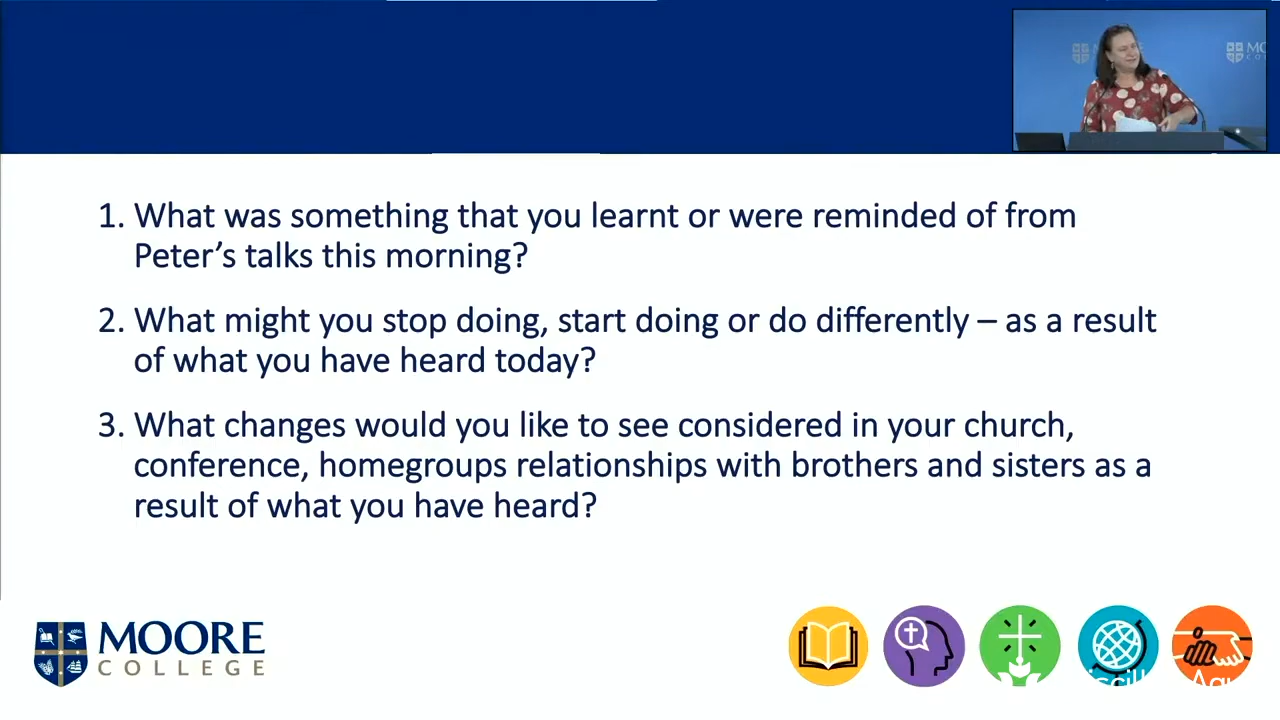 1. What was something that you learnt or were reminded of from
Peter's talks this morning?
2. What might you stop doing, start doing or do differently – as a result
of what you have heard today?
3. What changes would you like to see considered in your church,
conference, homegroups relationships with brothers and sisters as a
result of what you have heard?
MOORE
COLLEGE